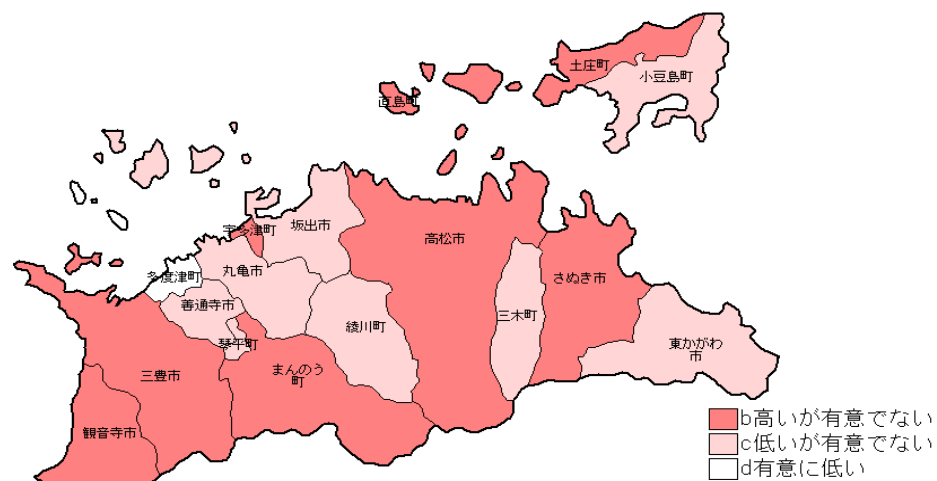 土庄町
小豆島町
直島町
宇多津町
坂出市
高松市
多度津町
丸亀市
さぬき市
善通寺市
綾川町
三木町
琴平町
東かがわ
市
三豊市
まんのう
町
観音寺市
b高いが有意でない
c低いが有意でない
d有意に低い